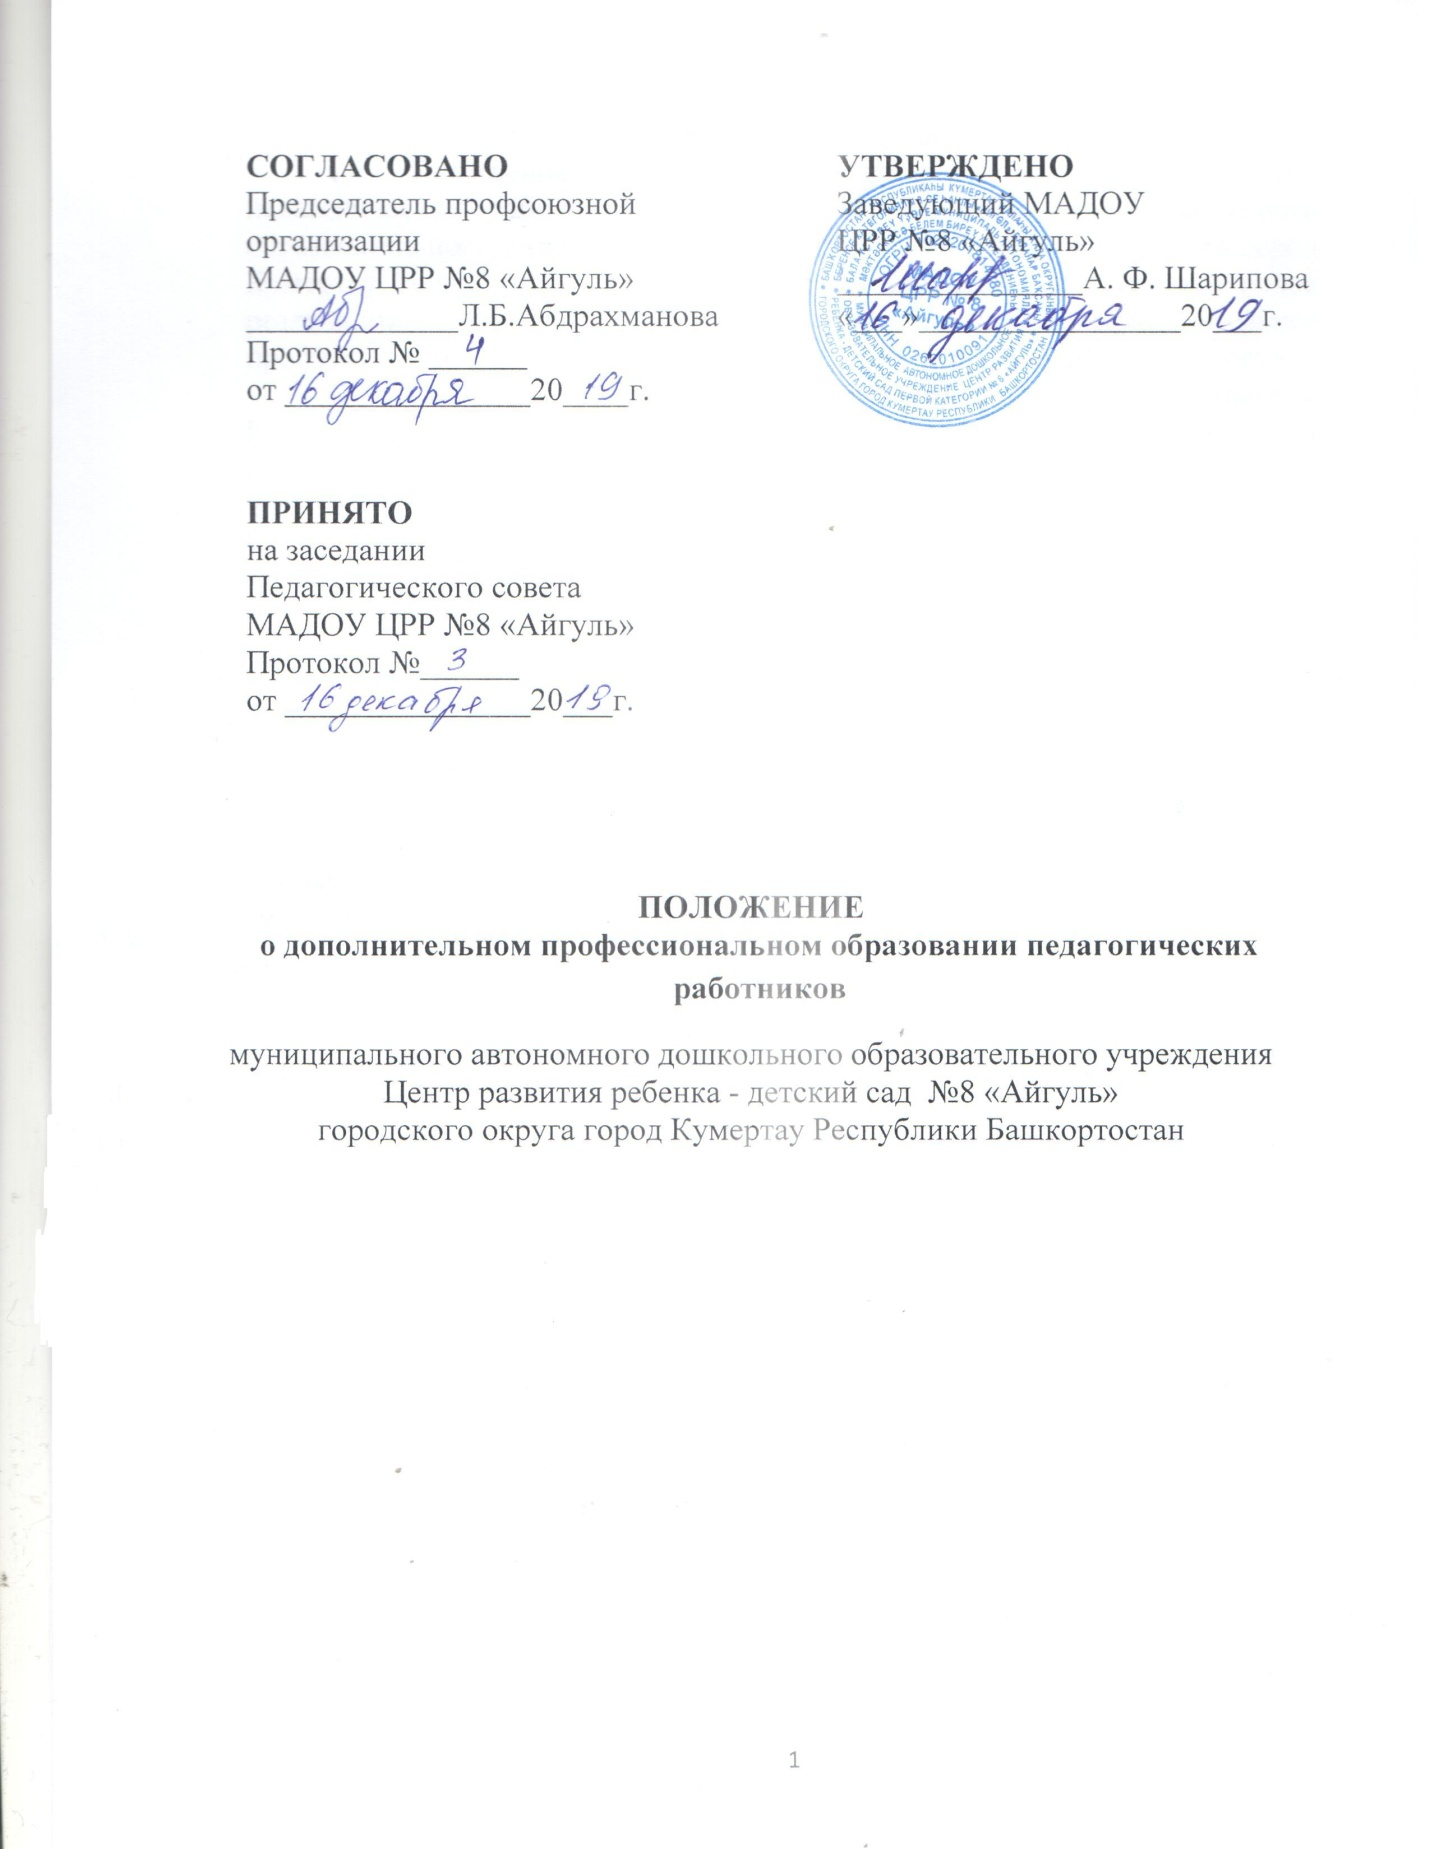 СОГЛАСОВАНО
Председатель профсоюзной
организации
МАДОУ ЦРР №8 «Айгуль»
_____________Л.Б.Абдрахманова
Протокол № 4
от 16 декабря 20 19 г.
УТВЕРЖДЕНО
Заведующий МАДОУ
ЦРР №8 «Айгуль»
_______________А. Ф. Шарипова
«16» декабря 2019 г.
ПРИНЯТО
на заседании
Педагогического совета
МАДОУ ЦРР №8 «Айгуль»
Протокол № 3
от 16 декабря 2019 г.
ПОЛОЖЕНИЕ
о дополнительном профессиональном образовании педагогических
работников
муниципального автономного дошкольного образовательного учреждения
Центр развития ребенка - детский сад №8 «Айгуль»
городского округа город Кумертау Республики Башкортостан
1